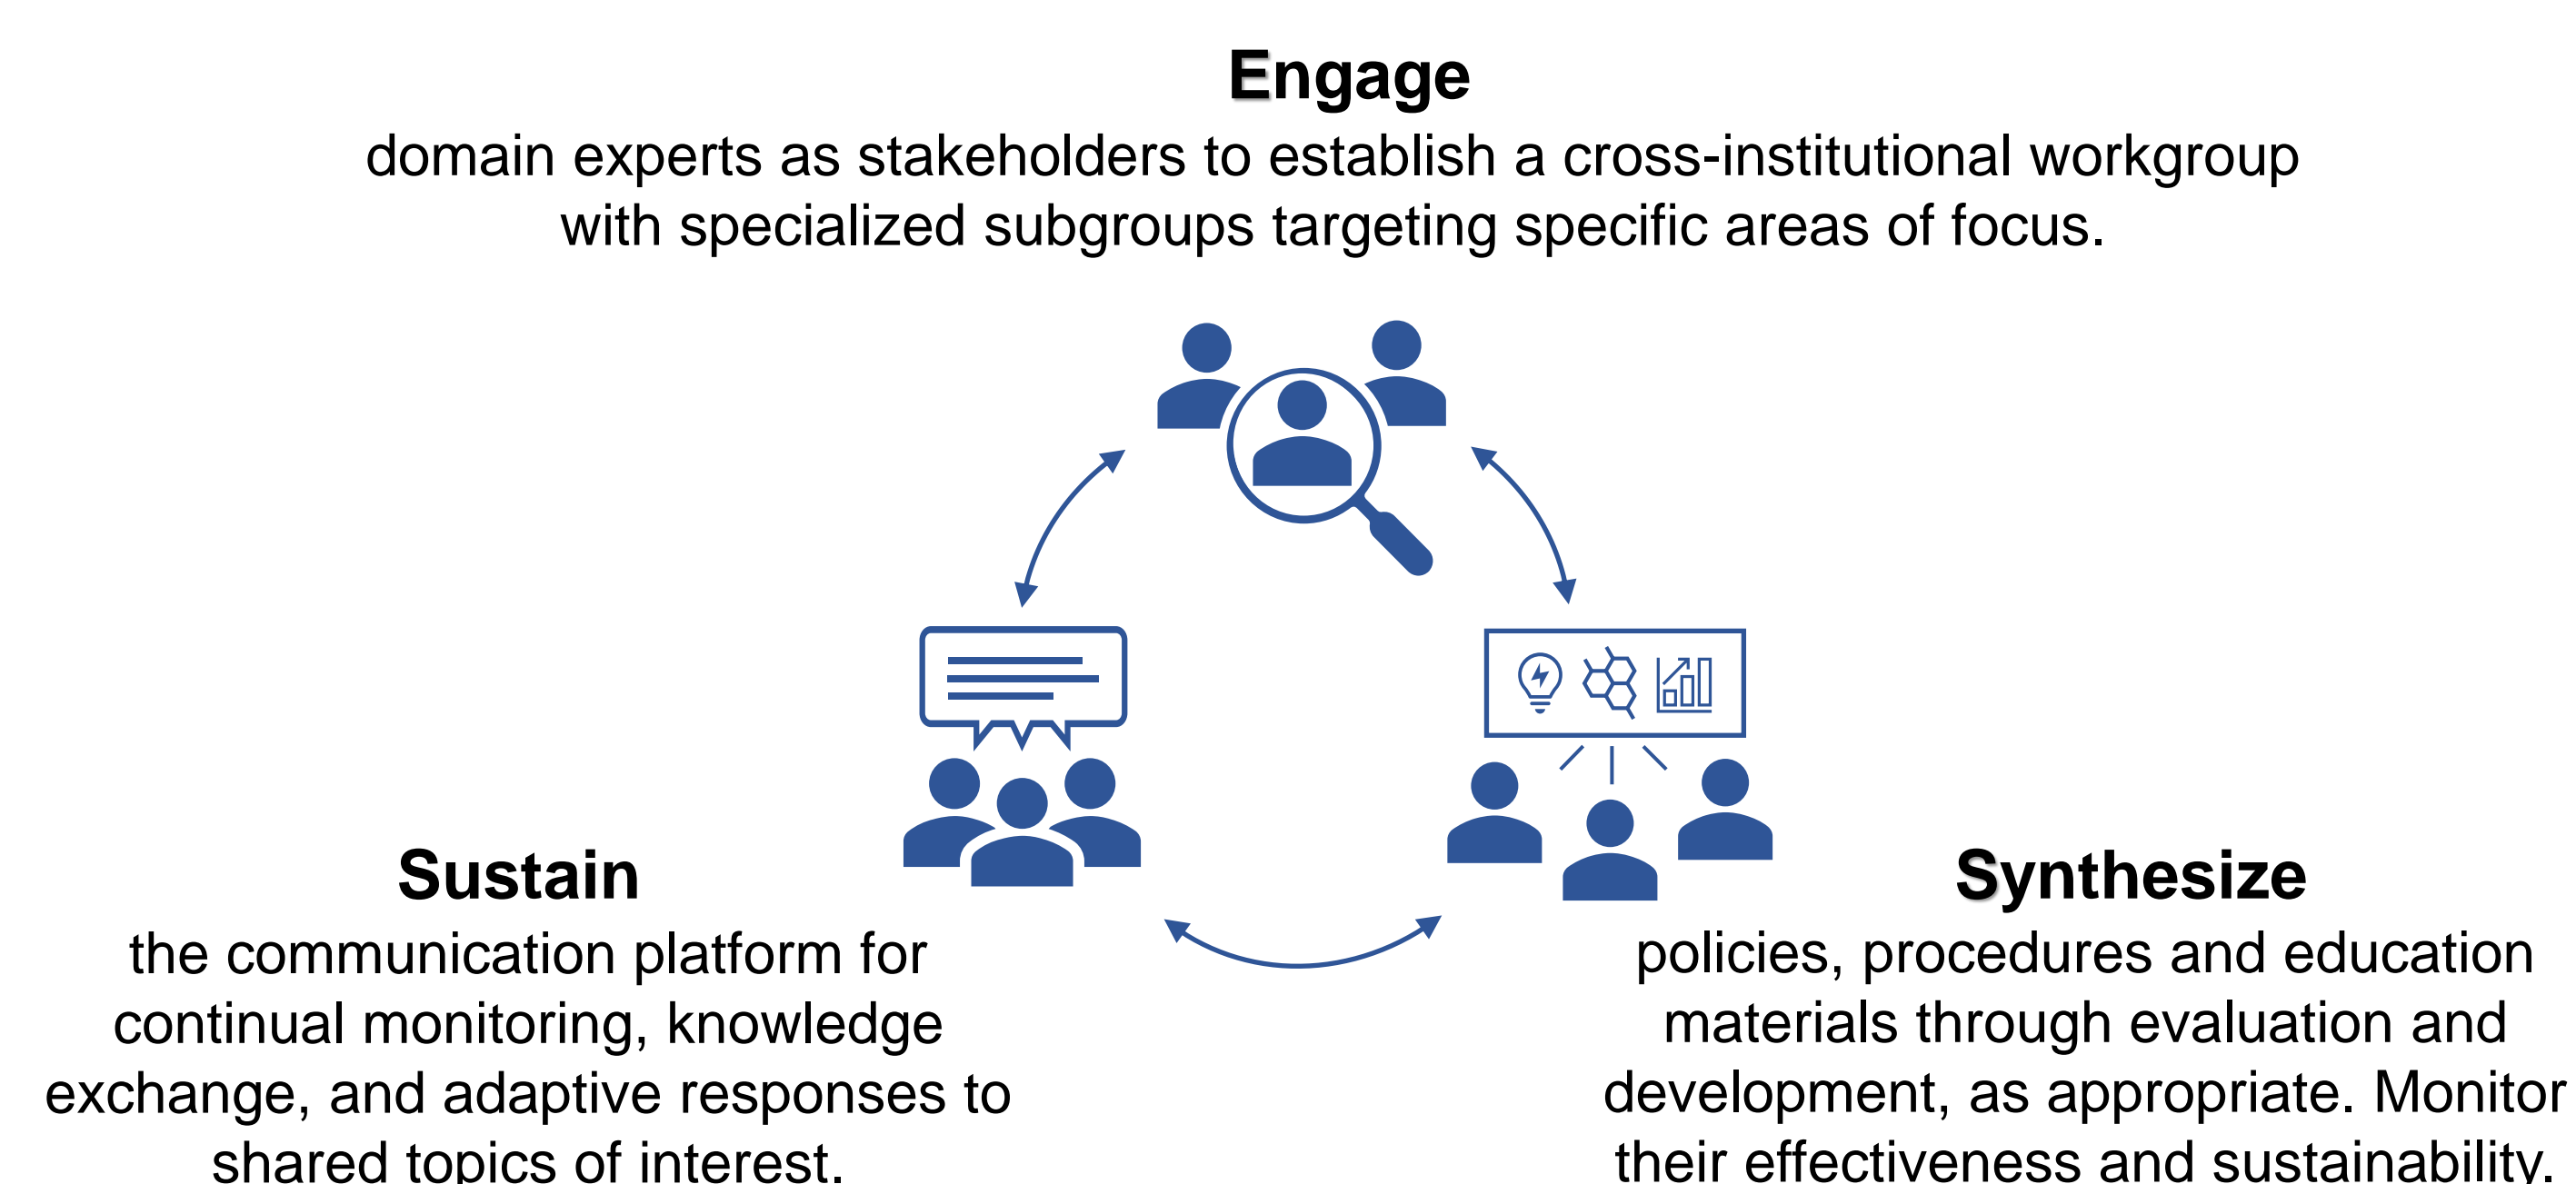 Engage
domain experts as stakeholders to establish a cross-institutional workgroup
with specialized subgroups targeting specific areas of focus.
Sustain
the communication platform for
continual monitoring, knowledge
exchange, and adaptive responses to
shared topics of interest.
Synthesize
policies, procedures and education
materials through evaluation and
development, as appropriate. Monitor
their effectiveness and sustainability.